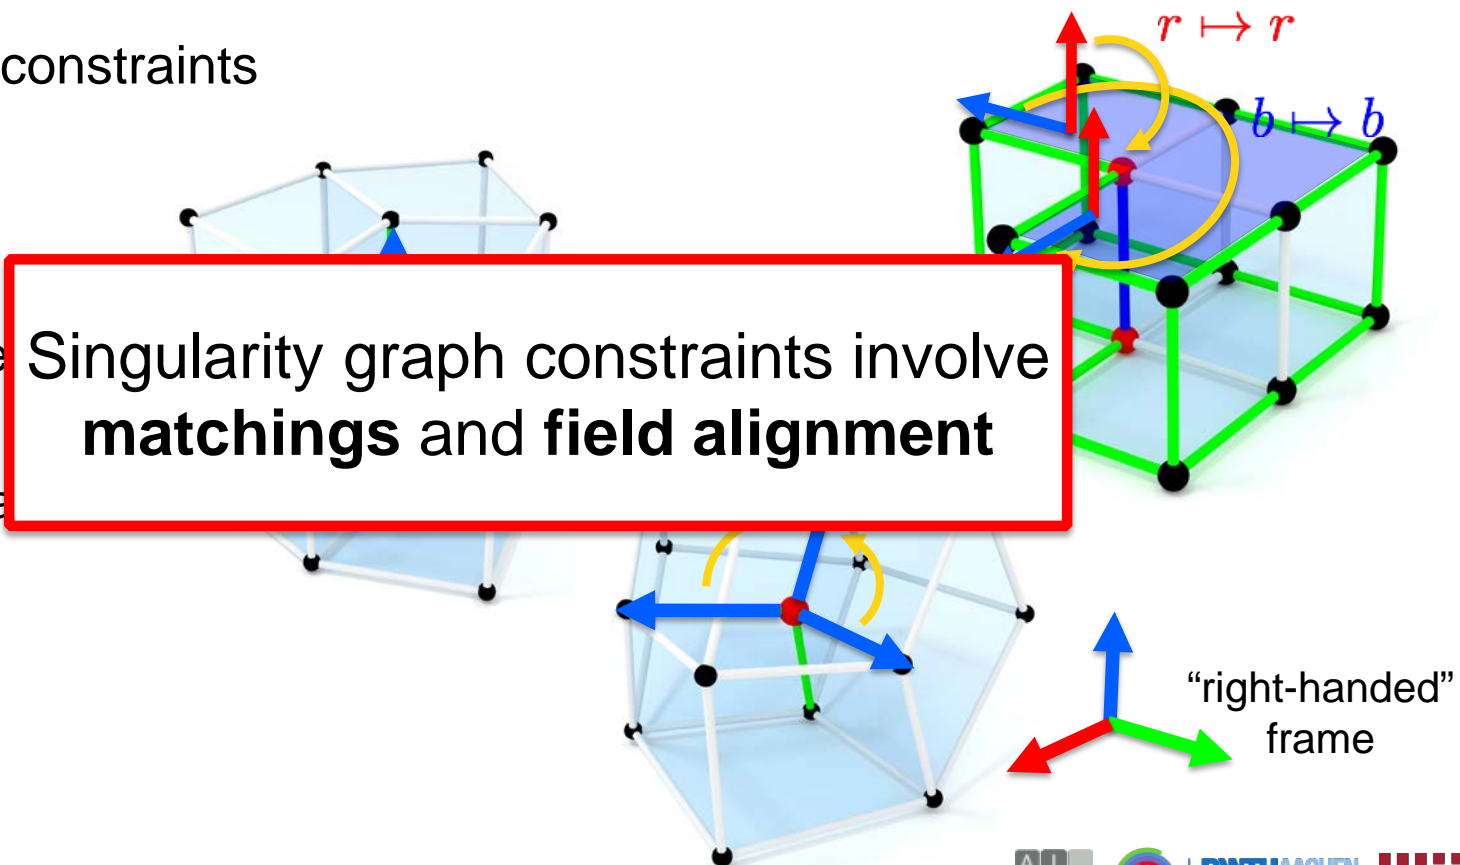 constraints
r ↦ r
b ↦ b
Singularity graph constraints involve
matchings and field alignment
“right-handed”
frame